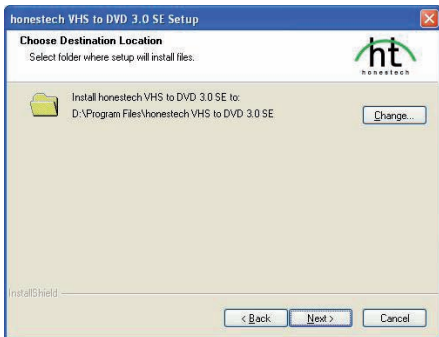 honestech VHS to DVD 3.0 SE Setup
Choose Destination Location
Select folder where setup will install files.
ht
honestech
Install honestech VHS to DVD 3.0 SE to:
D:\Program Files\honestech VHS to DVD 3.0 SE
Change...
InstallShield
< Back
Next >
Cancel